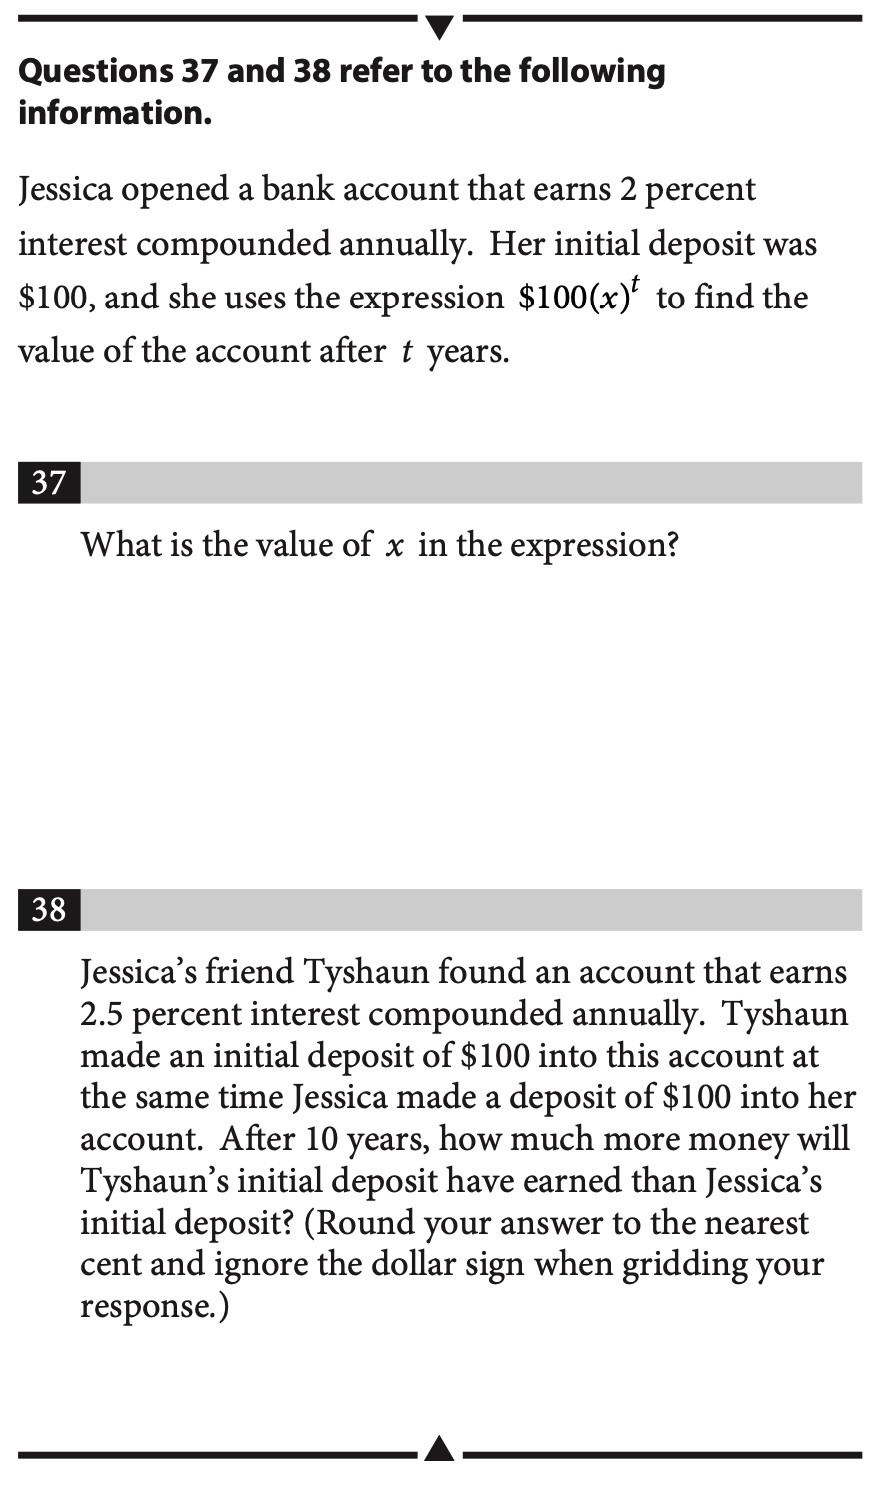 Questions 37 and 38 refer to the following
information.
Jessica opened a bank account that earns 2 percent
interest compounded annually. Her initial deposit was
$100, and she uses the expression $100(x)^t to find the
value of the account after t years.
37
What is the value of x in the expression?
38
Jessica’s friend Tyshaun found an account that earns
2.5 percent interest compounded annually. Tyshaun
made an initial deposit of $100 into this account at
the same time Jessica made a deposit of $100 into her
account. After 10 years, how much more money will
Tyshaun’s initial deposit have earned than Jessica’s
initial deposit? (Round your answer to the nearest
cent and ignore the dollar sign when gridding your
response.)